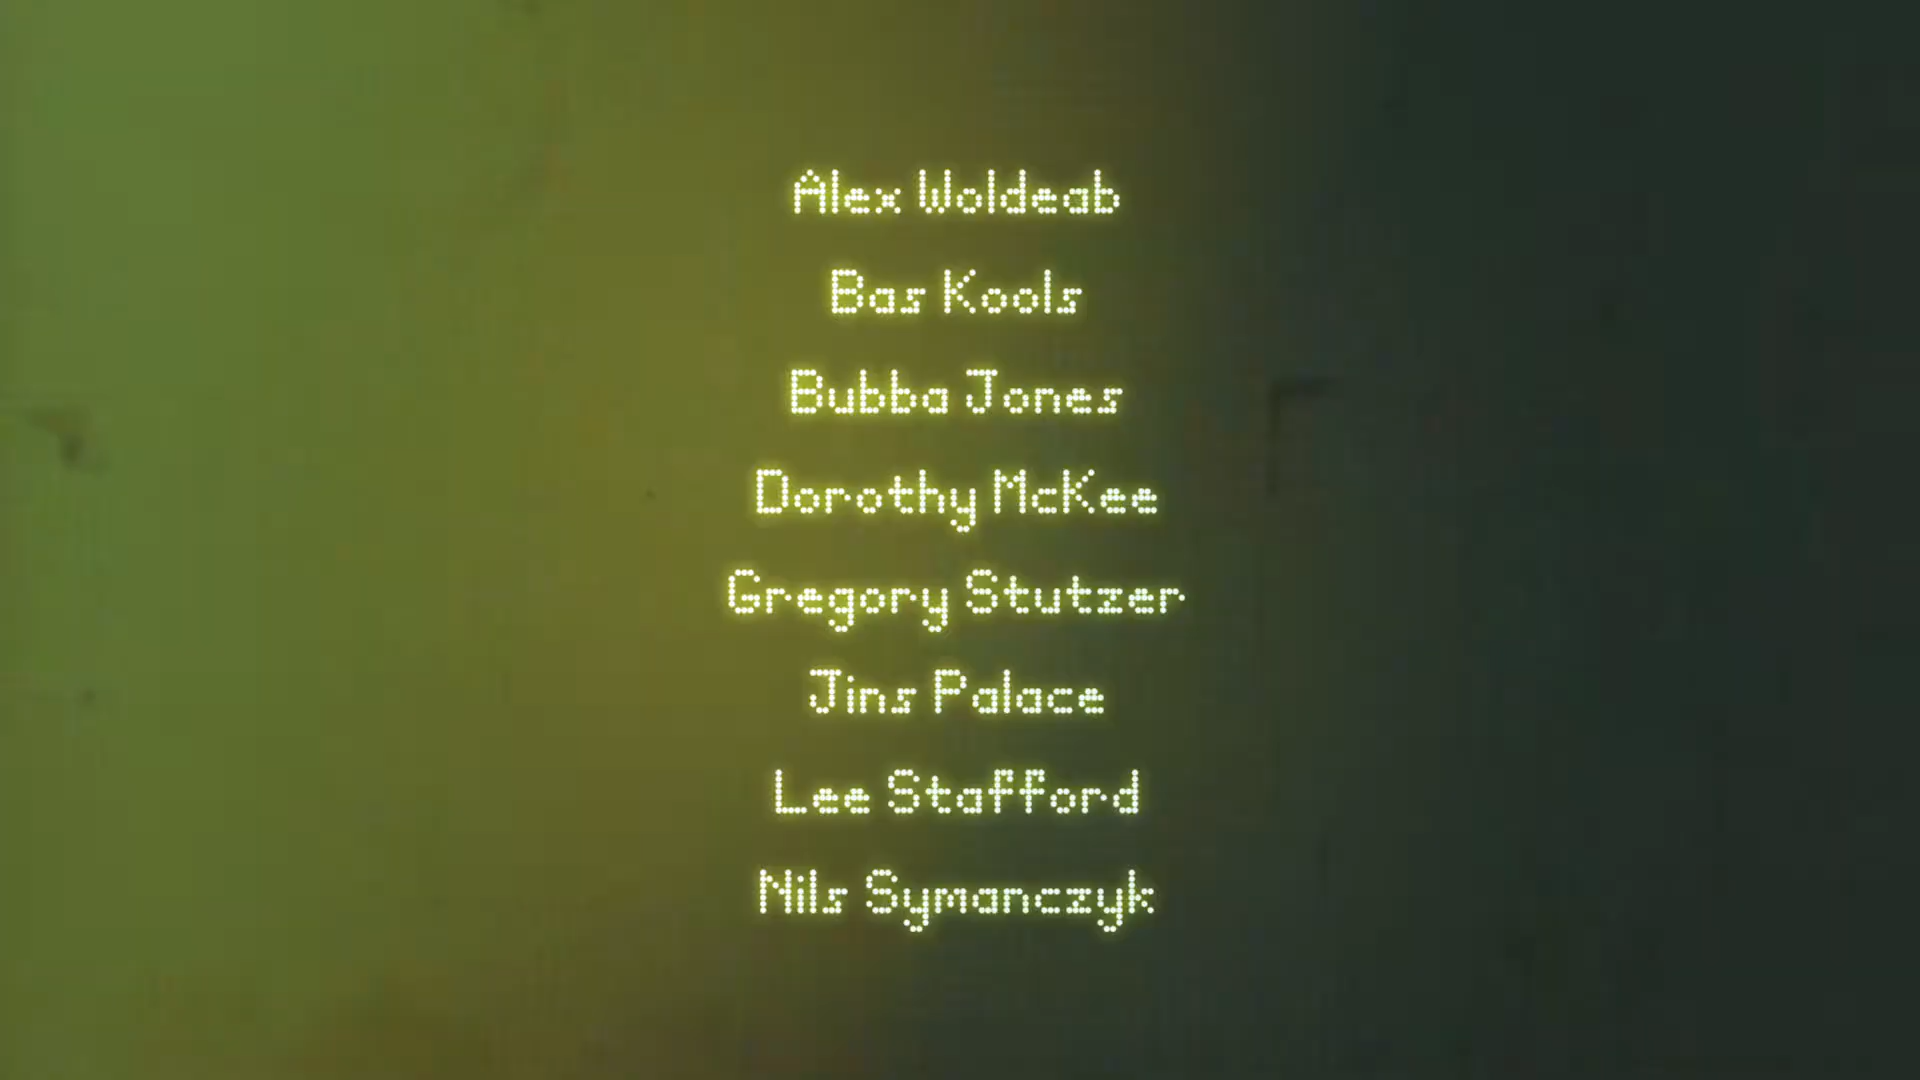 Alex Woldeab
Bas Kools
Bubba Jones
Dorothy McKee
Gregory Stutzer
Jins Palace
Lee Stafford
Nils Symanczyk